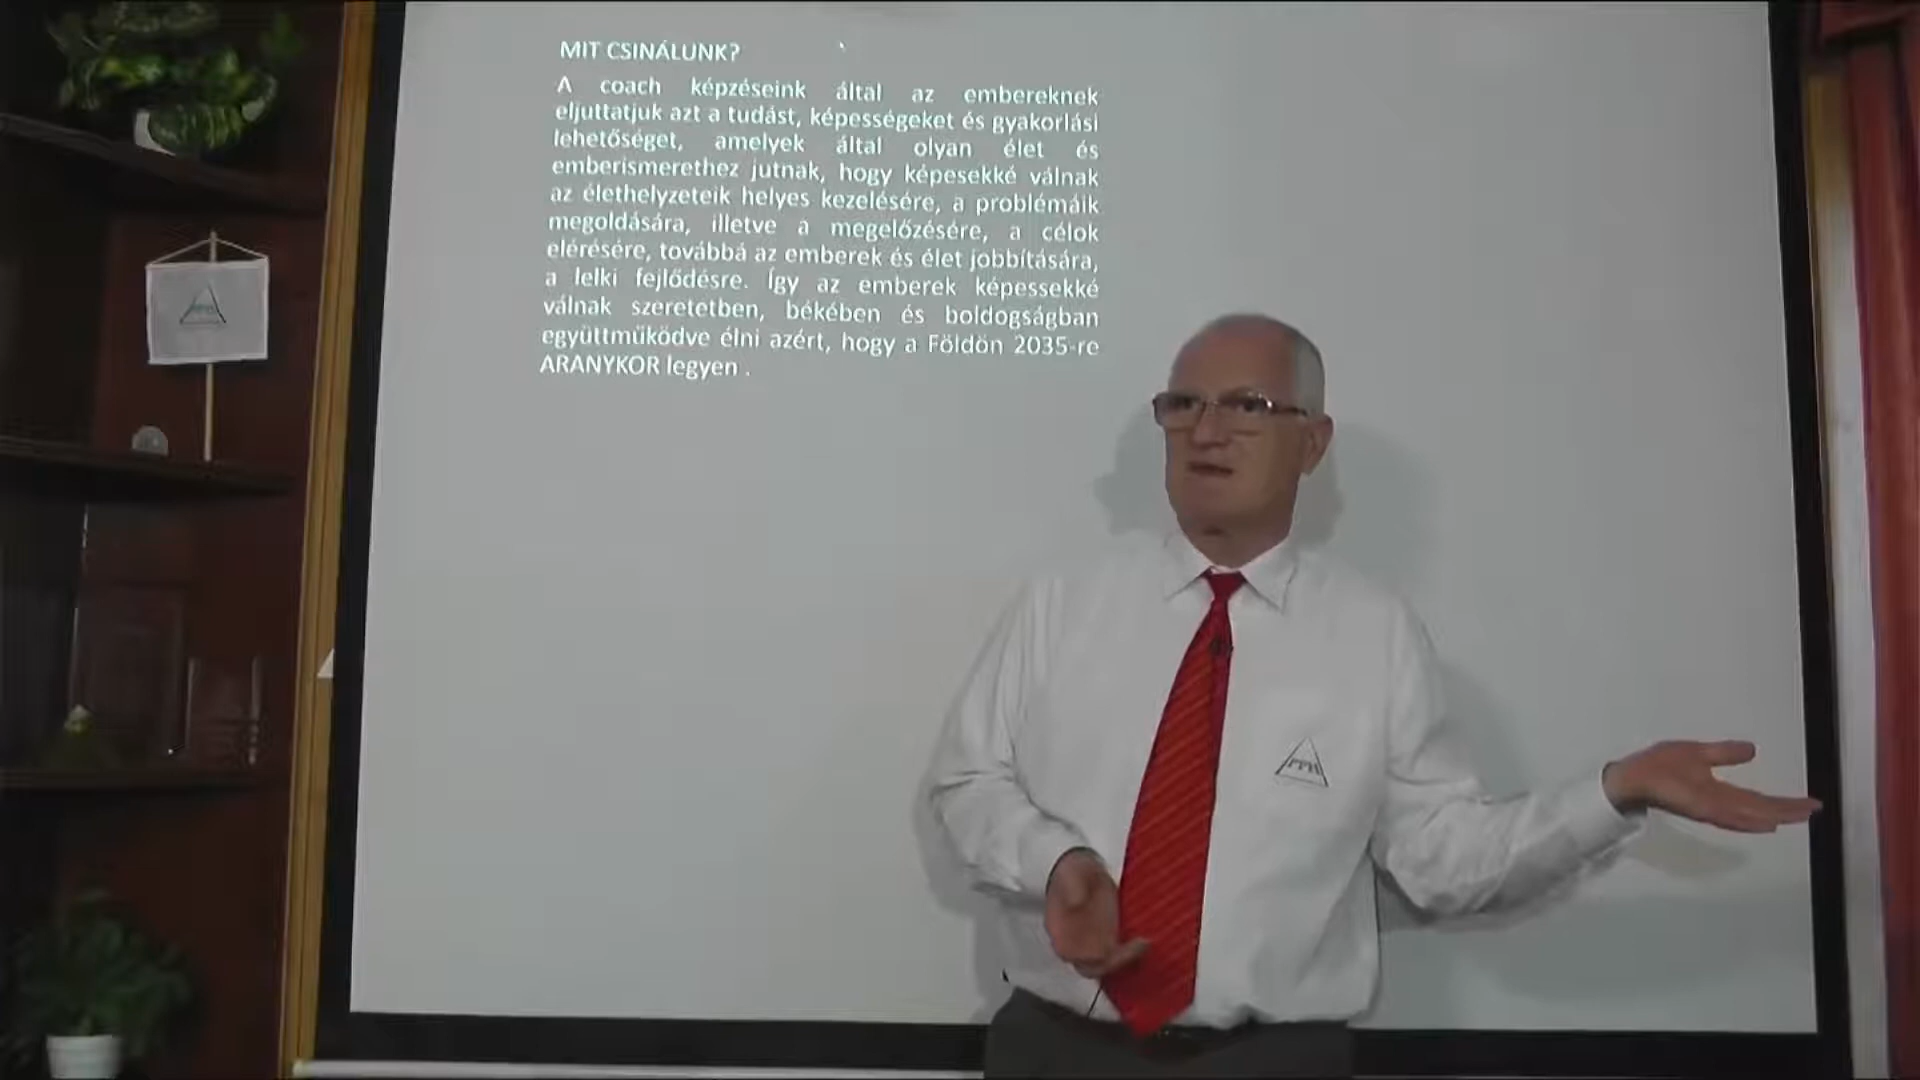 MIT CSINÁLUNK?
A coach képzéseink által az embereknek
eljuttatjuk azt a tudást, képességeket és gyakorlási
lehetőséget, amelyek által olyan élet és
emberismerethez jutnak, hogy képesekké válnak
az élethelyzeteik helyes kezelésére, a problémáik
megoldására, illetve a megelőzésére, a célok
elérésére, továbbá az emberek és élet jobbítására,
a lelki fejlődésre. Így az emberek képessekké
válnak szeretetben, békében és boldogságban
együttműködve élni azért, hogy a Földön 2035-re
ARANYKOR legyen .